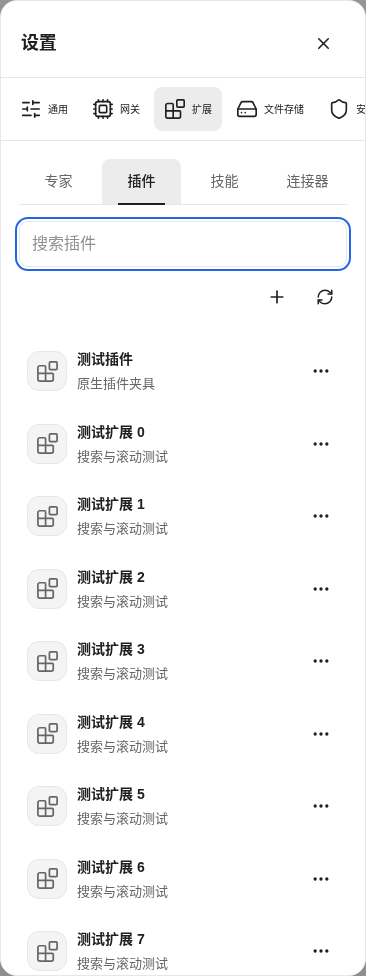 设置
通用
网关
扩展
文件存储
专家
插件
技能
连接器
搜索插件
测试插件
原生插件夹具
测试扩展 0
搜索与滚动测试
测试扩展 1
搜索与滚动测试
测试扩展 2
搜索与滚动测试
测试扩展 3
搜索与滚动测试
测试扩展 4
搜索与滚动测试
测试扩展 5
搜索与滚动测试
测试扩展 6
搜索与滚动测试
测试扩展 7
搜索与滚动测试